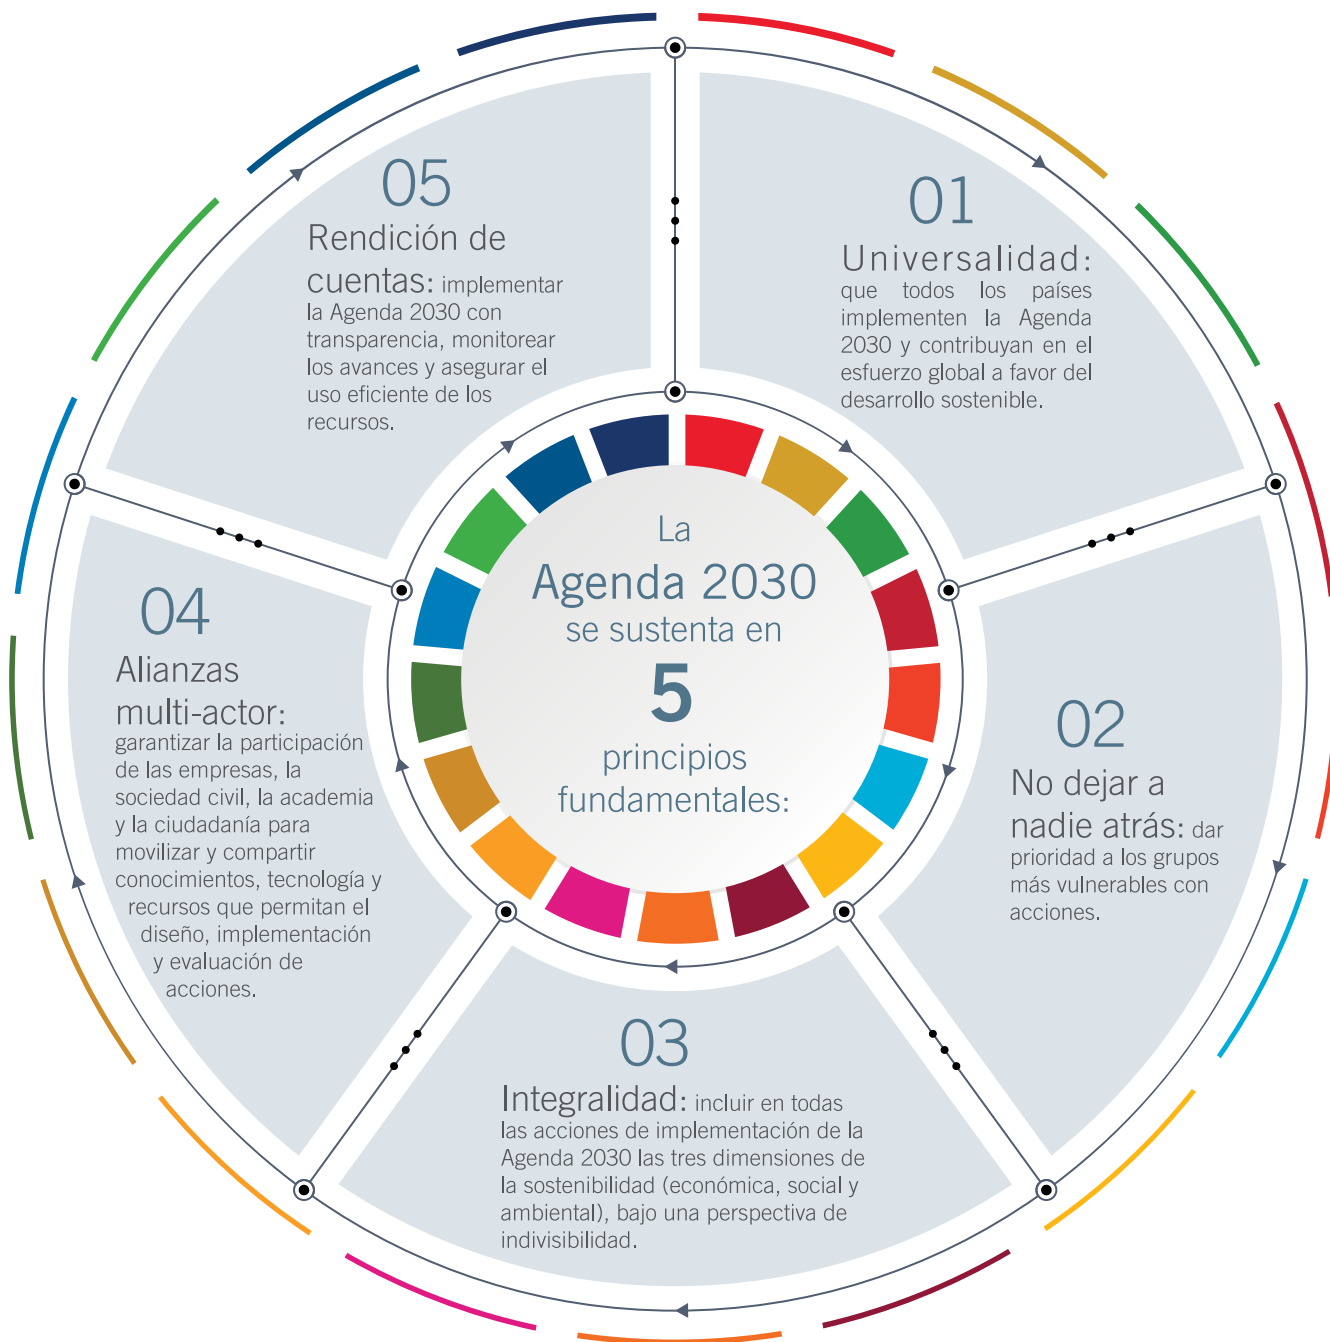 La
Agenda 2030
se sustenta en
5
principios
fundamentales:
01
Universalidad:
que todos los países
implementen la Agenda
2030 y contribuyan en el
esfuerzo global a favor del
desarrollo sostenible.
02
No dejar a
nadie atrás: dar
prioridad a los grupos
más vulnerables con
acciones.
03
Integralidad: incluir en todas
las acciones de implementación de la
Agenda 2030 las tres dimensiones de
la sostenibilidad (económica, social y
ambiental), bajo una perspectiva de
indivisibilidad.
04
Alianzas
multi-actor:
garantizar la participación
de las empresas, la
sociedad civil, la academia
y la ciudadanía para
movilizar y compartir
conocimientos, tecnología y
recursos que permitan el
diseño, implementación
y evaluación de
acciones.
05
Rendición de
cuentas: implementar
la Agenda 2030 con
transparencia, monitorear
los avances y asegurar el
uso eficiente de los
recursos.